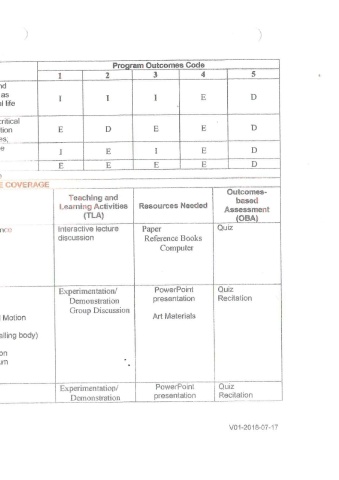 Program Outcomes Code
1 2 3 4 5
nd
as
al life
I I I E D
critical
tion
es,
E D E E D
e
I E I E D
E E E E D
E COVERAGE
Teaching and Learning Activities (TLA)
Resources Needed
Outcomes-based Assessment (OBA)
Interactive lecture
discussion
Paper
Reference Books
Computer
Quiz
Experimentation/
Demonstration
Group Discussion
PowerPoint
presentation
Art Materials
Quiz
Recitation
l Motion
alling body)
on
um
Experimentation/
Demonstration
PowerPoint
presentation
Quiz
Recitation
V01-2018-07-17